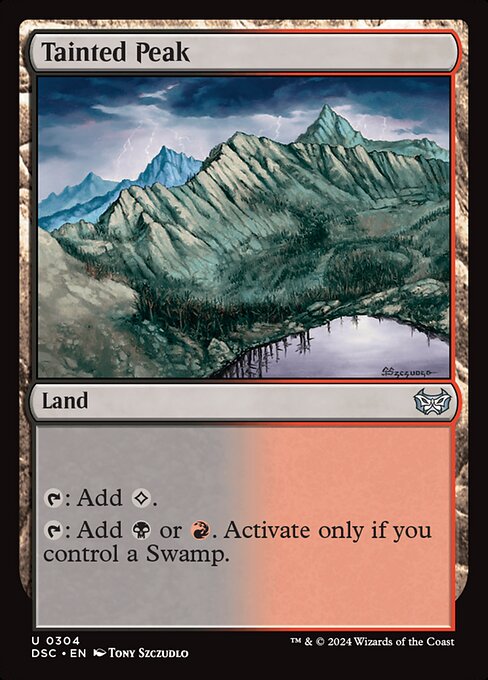 Tainted Peak
SZCZUDLO
Land
: Add .
: Add or . Activate only if you
control a Swamp.
U 0304
DSC • EN Tony Szczudlo
™ & © 2024 Wizards of the Coast